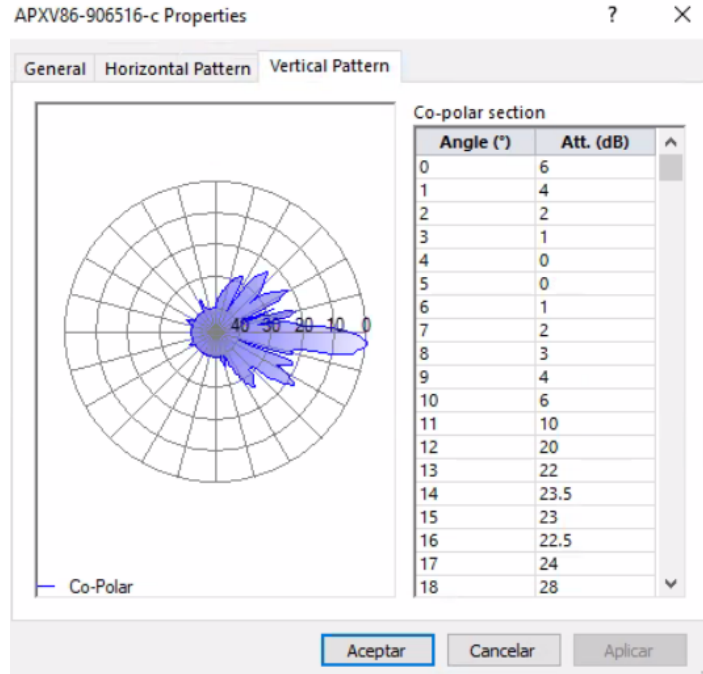 APXV86-906516-c Properties ? ×
General Horizontal Pattern Vertical Pattern
Co-polar section
Angle (°) Att. (dB)
0 6
1 4
2 2
3 1
4 0
5 0
6 1
7 2
8 3
9 4
10 6
11 10
12 20
13 22
14 23.5
15 23
16 22.5
17 24
18 28
40 30 20 10 0
Co-Polar
Aceptar Cancelar Aplicar